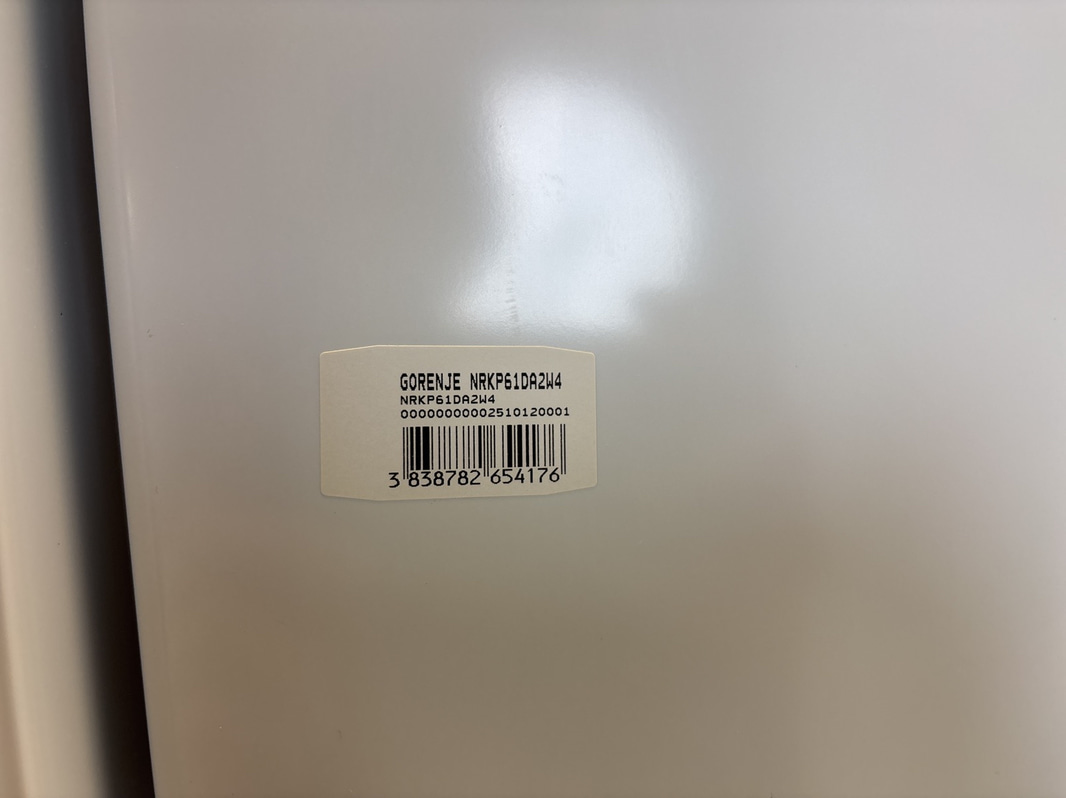 GORENJE NRKP61DA2W4
NRKP61DA2W4
00000000002510120001
3 838782 654176